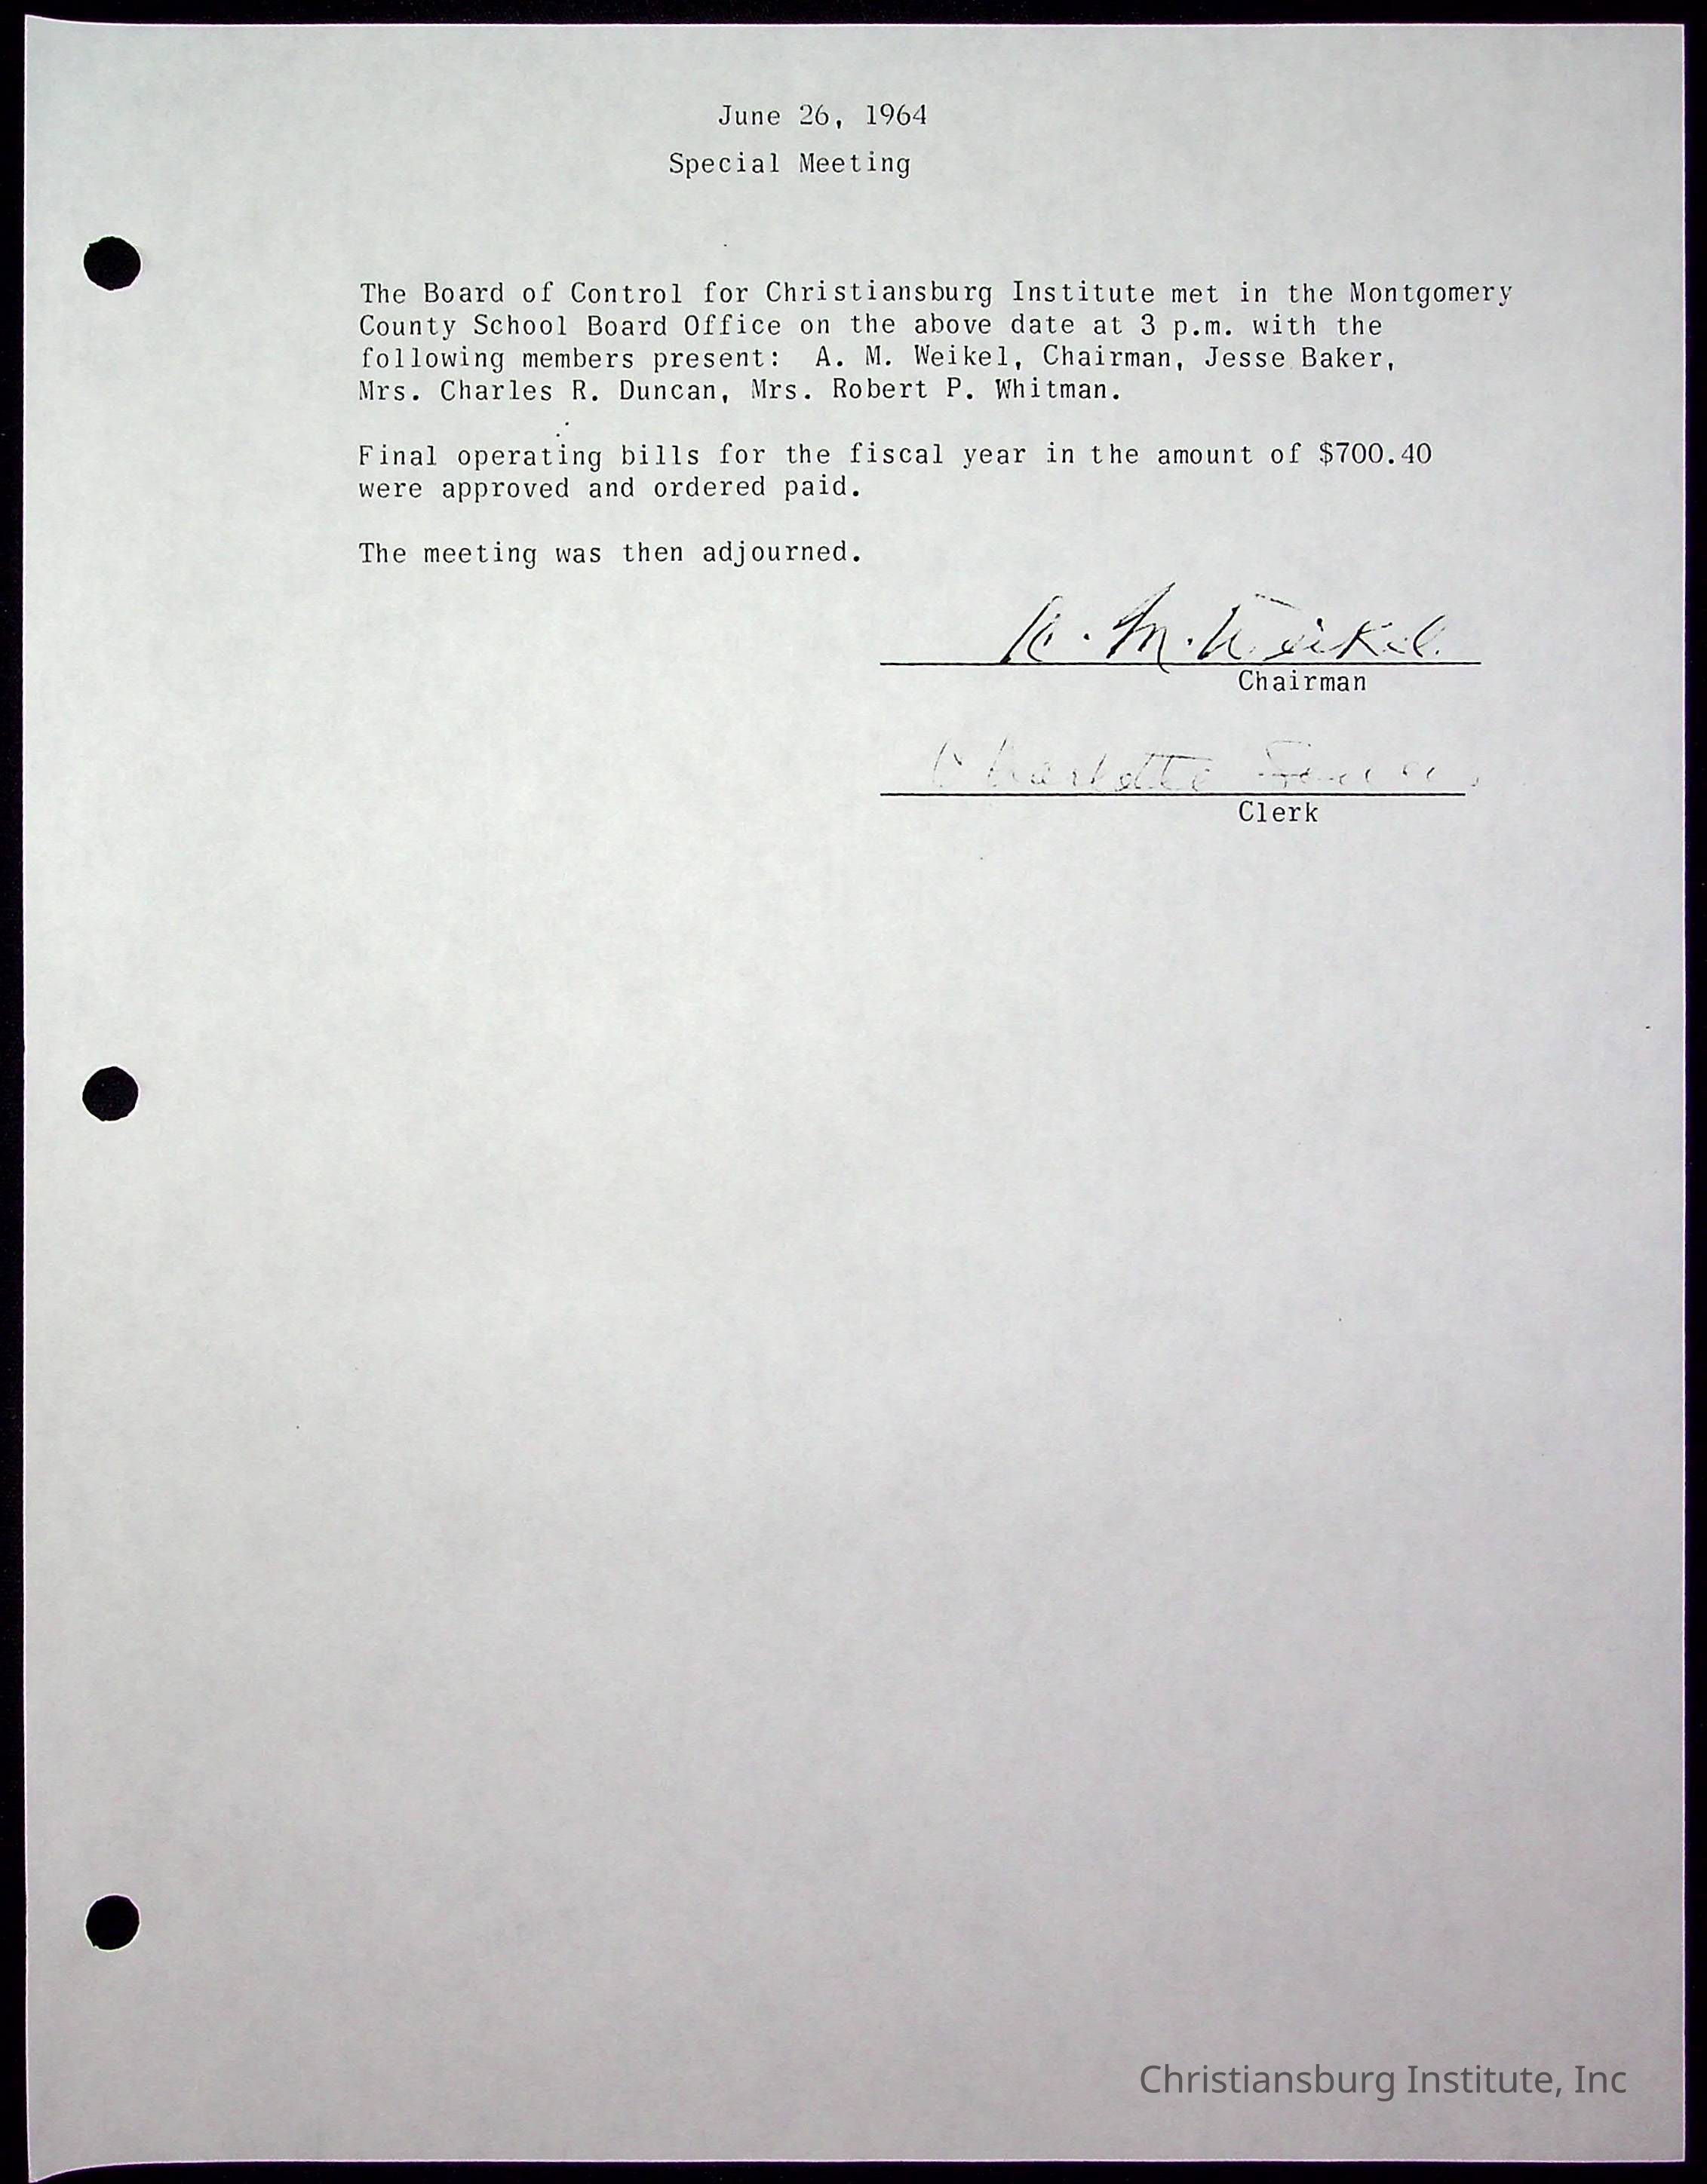 June 26, 1964
Special Meeting
The Board of Control for Christiansburg Institute met in the Montgomery
County School Board Office on the above date at 3 p.m. with the
following members present: A. M. Weikel, Chairman, Jesse Baker,
Mrs. Charles R. Duncan, Mrs. Robert P. Whitman.
Final operating bills for the fiscal year in the amount of $700.40
were approved and ordered paid.
The meeting was then adjourned.
A. M. Weikel
Chairman
Charlotte
Clerk
Christiansburg Institute, Inc